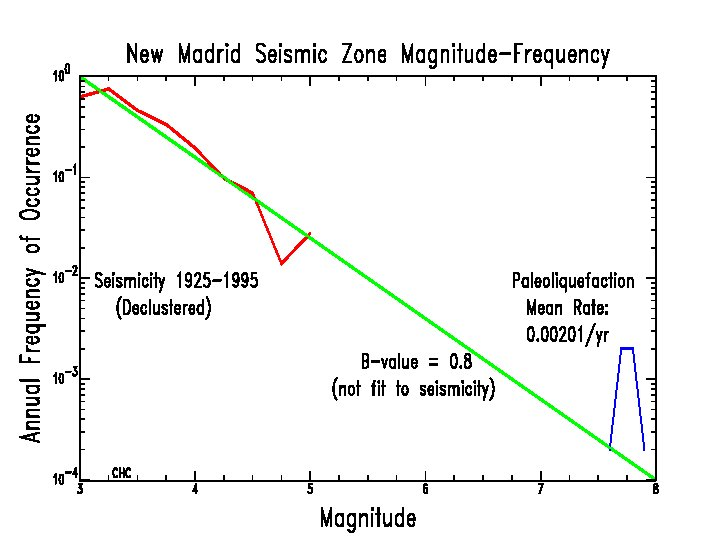 New Madrid Seismic Zone Magnitude-Frequency
Annual Frequency of Occurrence
10⁰
10⁻¹
10⁻²
10⁻³
10⁻⁴
Seismicity 1925-1995
(Declustered)
Paleoliquefaction
Mean Rate:
0.00201/yr
B-value = 0.8
(not fit to seismicity)
CHC
3 4 5 6 7 8
Magnitude